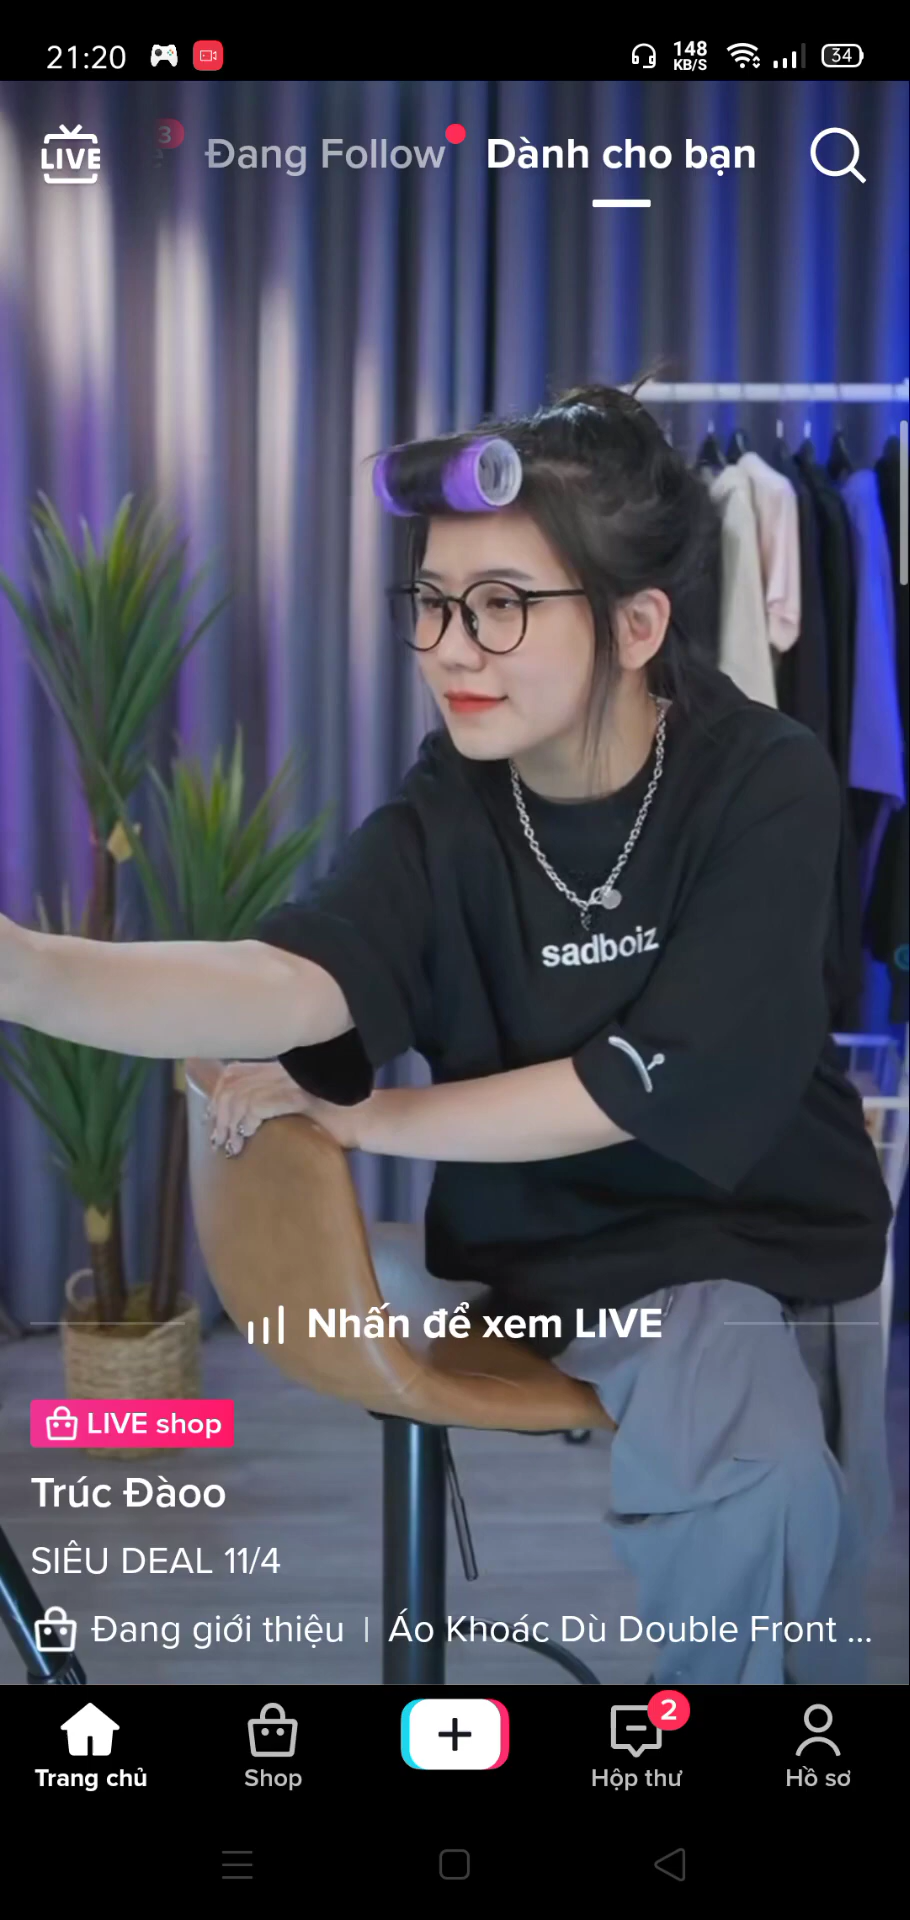 21:20
148
KB/S
34
LIVE
3
Đang Follow
Dành cho bạn
sadboiz
Nhấn để xem LIVE
LIVE shop
Trúc Đàoo
SIÊU DEAL 11/4
Đang giới thiệu | Áo Khoác Dù Double Front ...
2
Trang chủ
Shop
Hộp thư
Hồ sơ